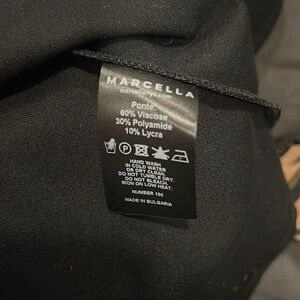 MARCELLA
marcellanyc.com
Ponte:
60% Viscose
30% Polyamide
10% Lycra
P
HAND WASH
IN COLD WATER
OR DRY CLEAN.
DO NOT TUMBLE DRY.
DO NOT BLEACH.
IRON ON LOW HEAT.
NUMBER 106
MADE IN BULGARIA